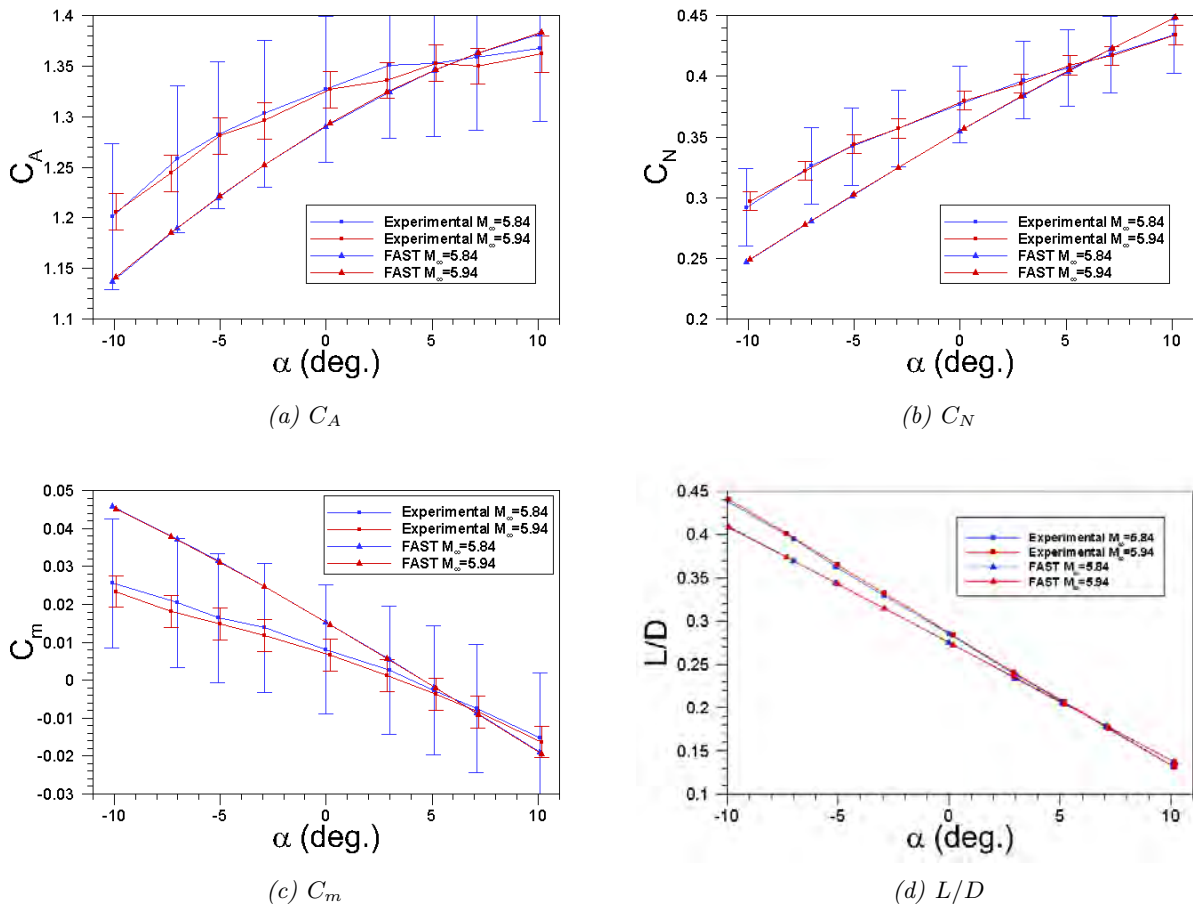 1.4
1.35
1.3
1.25
1.2
1.15
1.1
C_A
Experimental M∞=5.84
Experimental M∞=5.94
FAST M∞=5.84
FAST M∞=5.94
-10 -5 0 5 10
α (deg.)
(a) C_A
0.45
0.4
0.35
0.3
0.25
0.2
C_N
Experimental M∞=5.84
Experimental M∞=5.94
FAST M∞=5.84
FAST M∞=5.94
-10 -5 0 5 10
α (deg.)
(b) C_N
0.05
0.04
0.03
0.02
0.01
0
-0.01
-0.02
-0.03
C_m
Experimental M∞=5.84
Experimental M∞=5.94
FAST M∞=5.84
FAST M∞=5.94
-10 -5 0 5 10
α (deg.)
(c) C_m
0.45
0.4
0.35
0.3
0.25
0.2
0.15
0.1
L/D
Experimental M∞=5.84
Experimental M∞=5.94
FAST M∞=5.84
FAST M∞=5.94
-10 -5 0 5 10
α (deg.)
(d) L/D